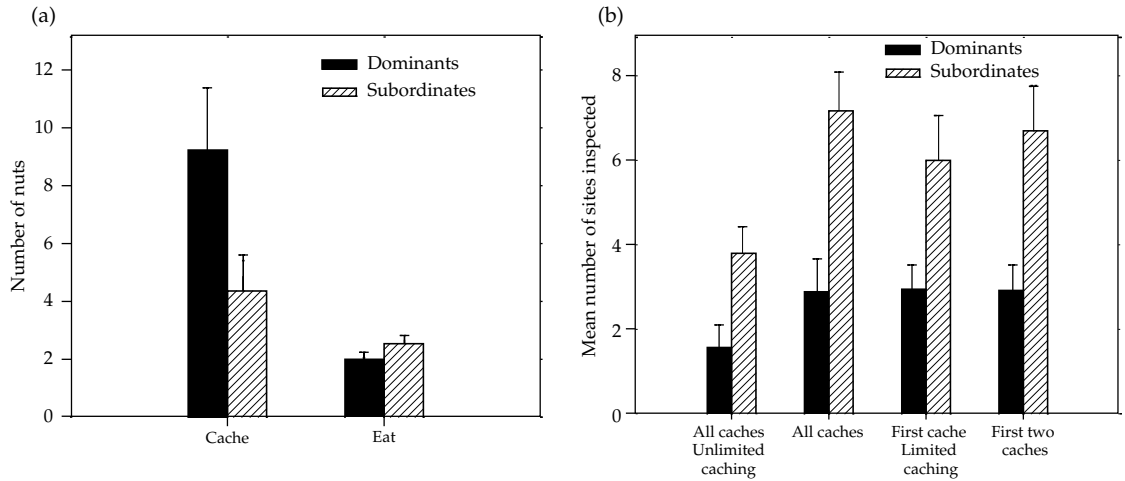 (a)
Number of nuts
12
10
8
6
4
2
0
Dominants
Subordinates
Cache
Eat
(b)
Mean number of sites inspected
8
6
4
2
0
Dominants
Subordinates
All caches
Unlimited
caching
All caches
First cache
Limited
caching
First two
caches